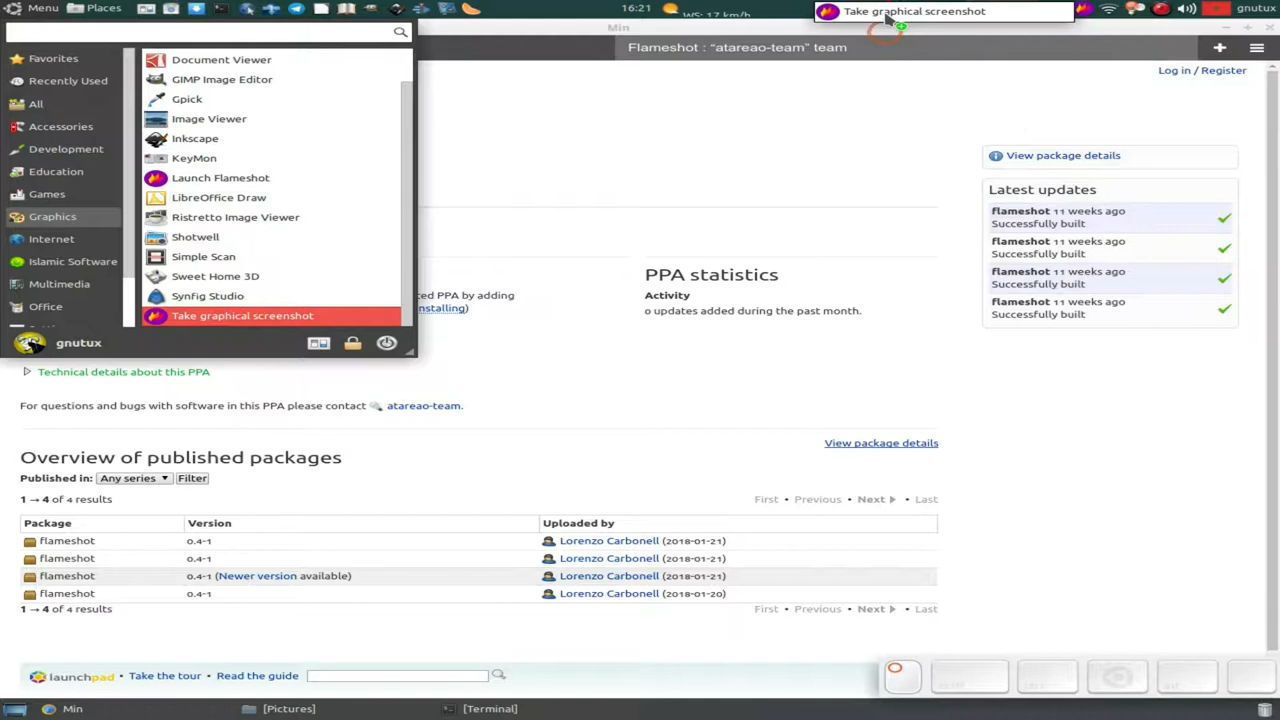 Menu Places 16:21 WS: 17 km/h Take graphical screenshot gnutux
Min
Flameshot : “atareao-team” team
Log in / Register
Favorites
Recently Used
All
Accessories
Development
Education
Games
Graphics
Internet
Islamic Software
Multimedia
Office
Document Viewer
GIMP Image Editor
Gpick
Image Viewer
Inkscape
KeyMon
Launch Flameshot
LibreOffice Draw
Ristretto Image Viewer
Shotwell
Simple Scan
Sweet Home 3D
Synfig Studio
Take graphical screenshot
gnutux
View package details
Latest updates
flameshot 11 weeks ago
Successfully built
flameshot 11 weeks ago
Successfully built
flameshot 11 weeks ago
Successfully built
flameshot 11 weeks ago
Successfully built
PPA statistics
Activity
0 updates added during the past month.
ted PPA by adding
nstalling)
Technical details about this PPA
For questions and bugs with software in this PPA please contact atareao-team.
View package details
Overview of published packages
Published in: Any series Filter
1 → 4 of 4 results First • Previous • Next • Last
Package Version Uploaded by
flameshot 0.4-1 Lorenzo Carbonell (2018-01-21)
flameshot 0.4-1 Lorenzo Carbonell (2018-01-21)
flameshot 0.4-1 (Newer version available) Lorenzo Carbonell (2018-01-21)
flameshot 0.4-1 Lorenzo Carbonell (2018-01-20)
1 → 4 of 4 results First • Previous • Next • Last
launchpad • Take the tour • Read the guide
Min [Pictures] [Terminal]